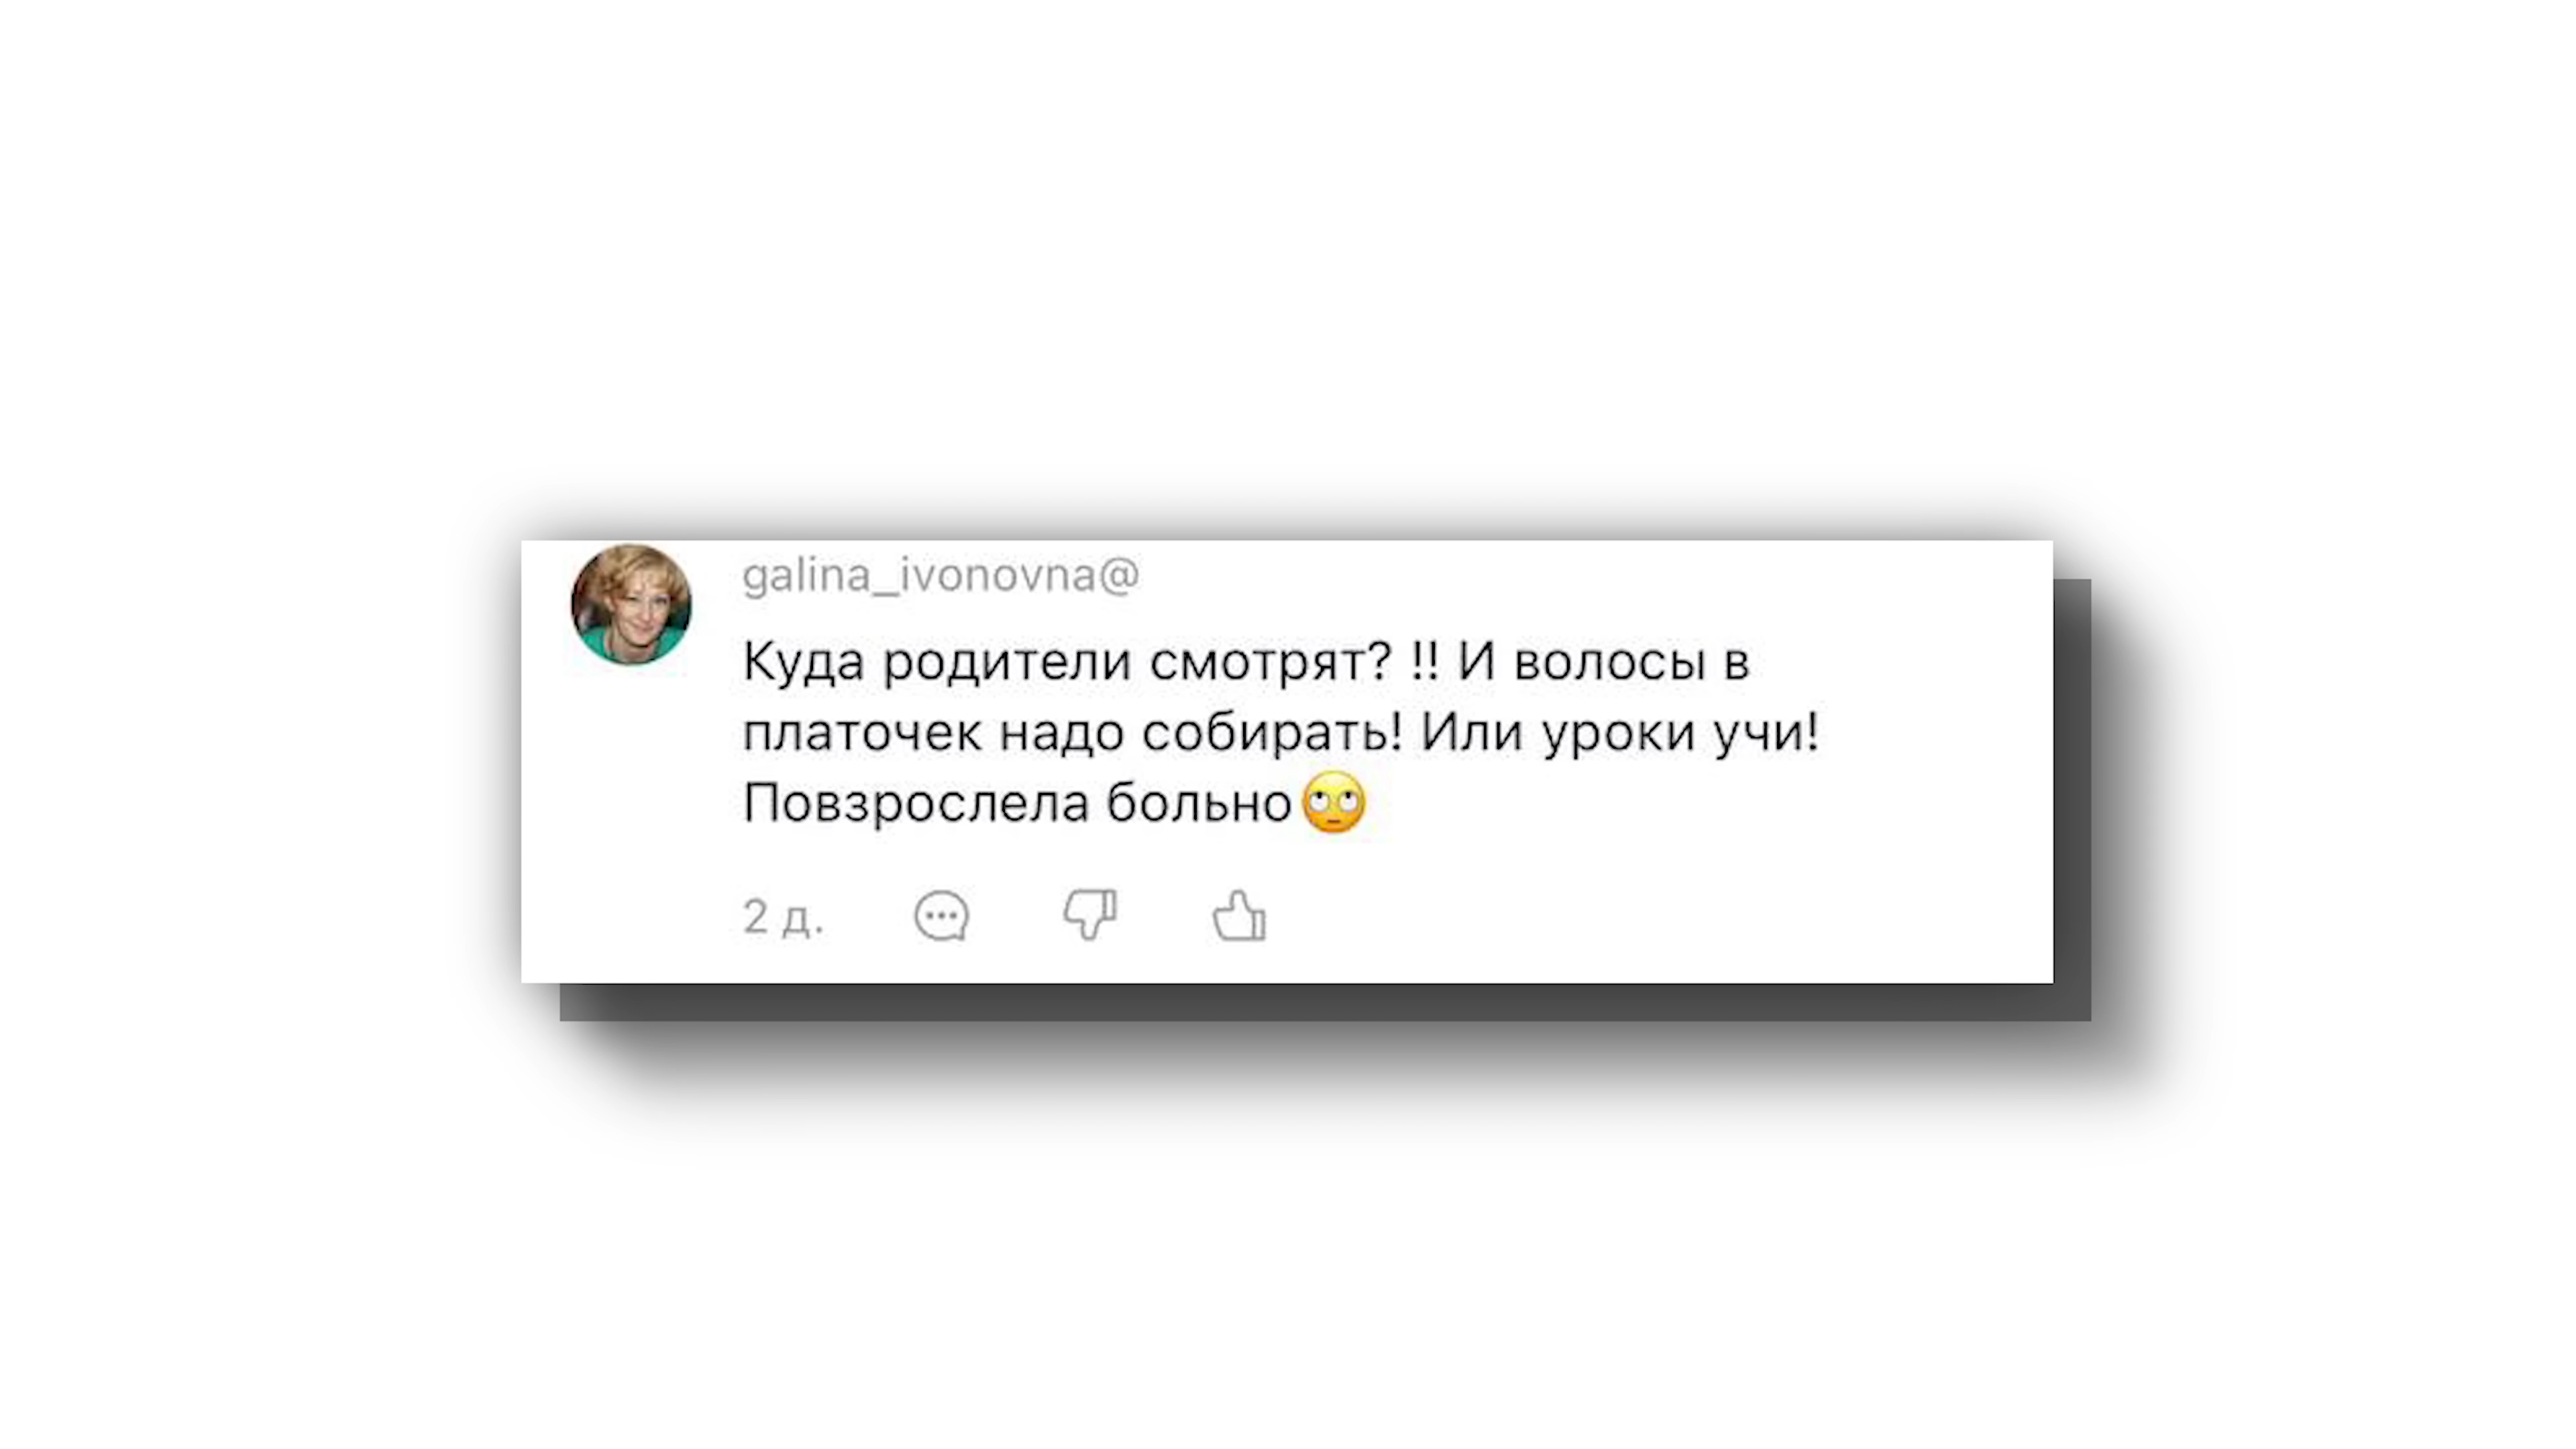 galina_ivonovna@
Куда родители смотрят? !! И волосы в
платочек надо собирать! Или уроки учи!
Повзрослела больно🙄
2 д.